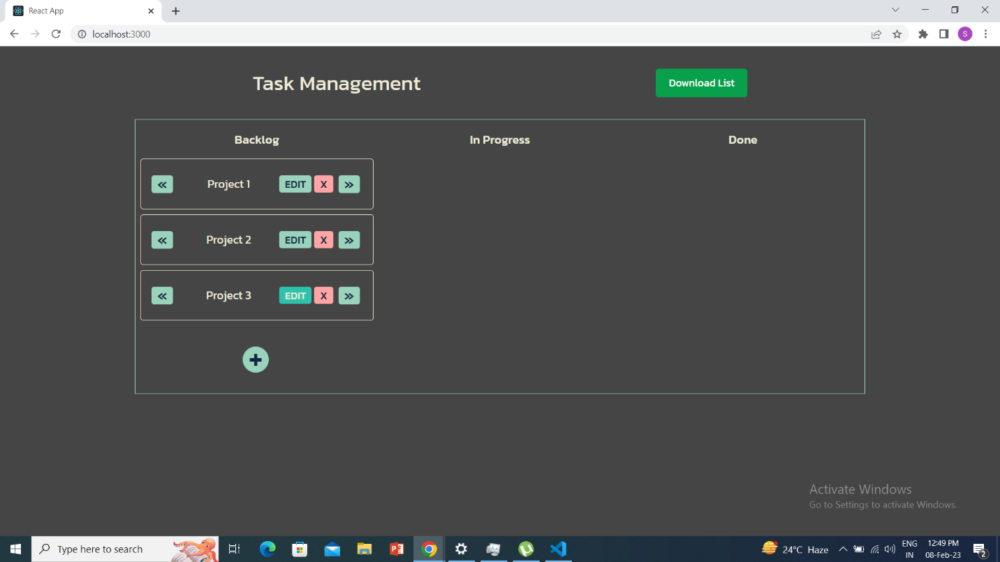 React App
localhost:3000
S
Task Management
Download List
Backlog
In Progress
Done
« Project 1 EDIT X »
« Project 2 EDIT X »
« Project 3 EDIT X »
+
Activate Windows
Go to Settings to activate Windows.
Type here to search
24°C Haze
ENG
IN
12:49 PM
08-Feb-23
2